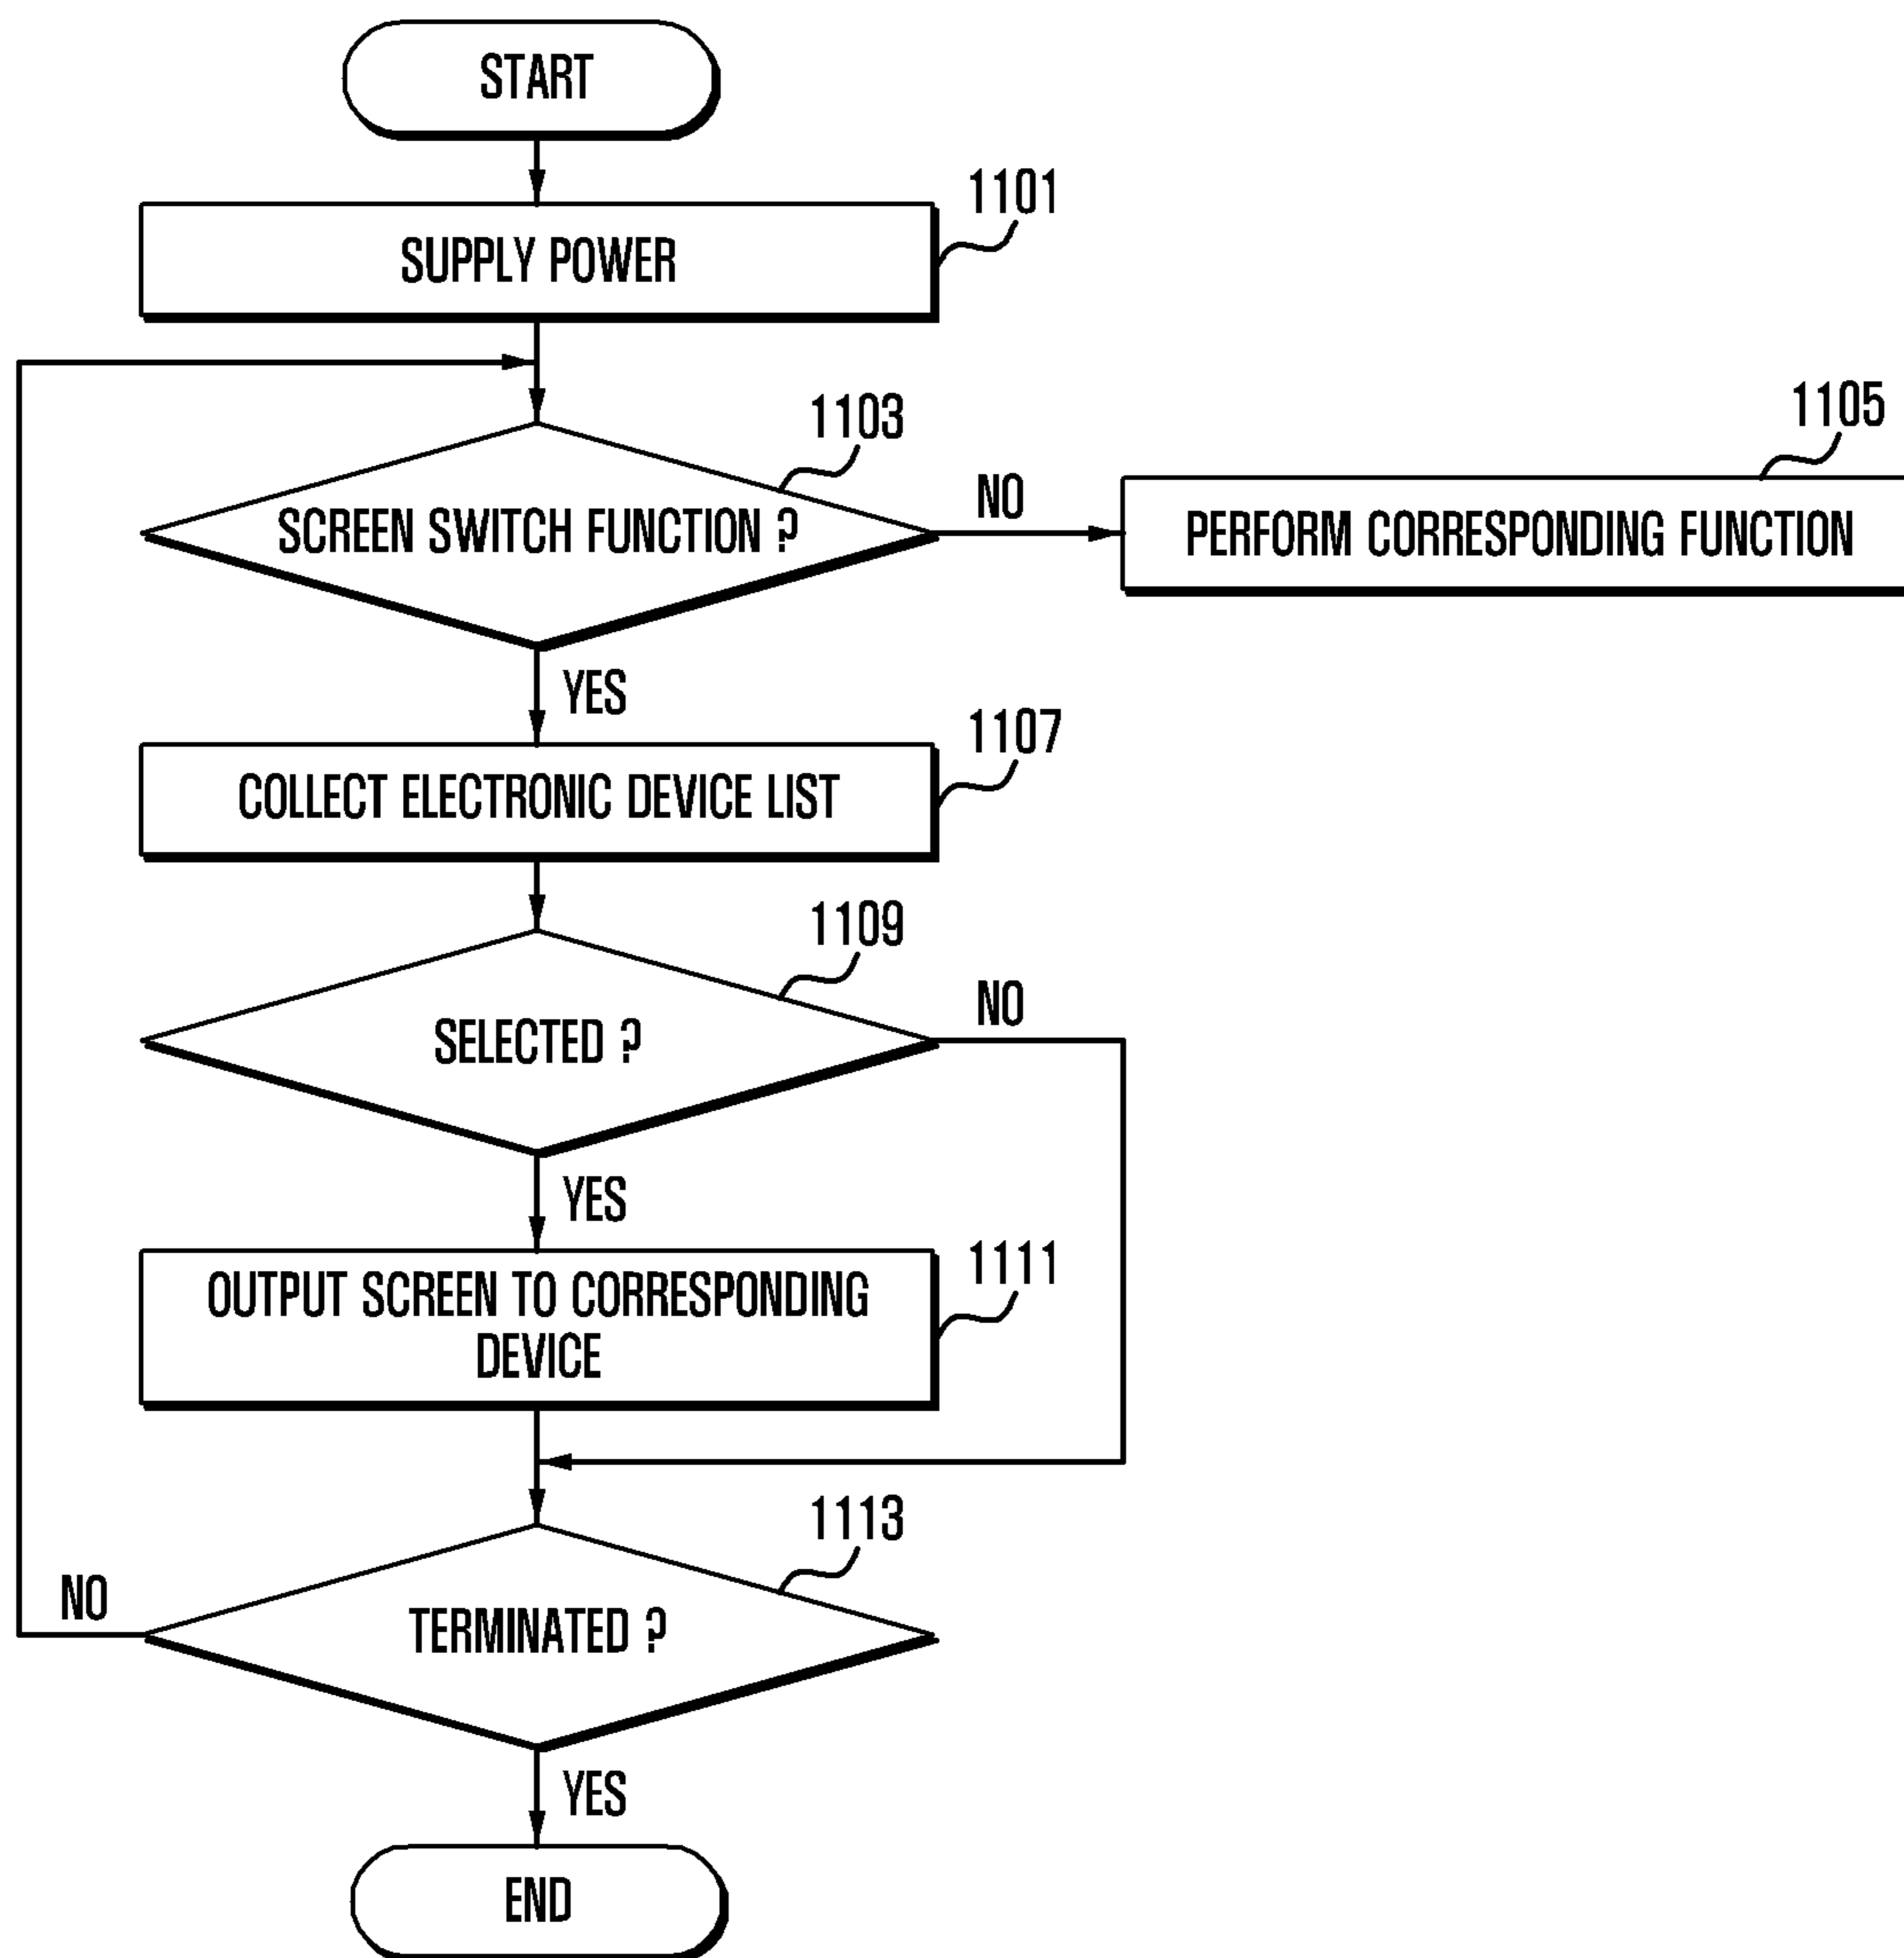 START
1101
SUPPLY POWER
1103
1105
SCREEN SWITCH FUNCTION ?
NO
PERFORM CORRESPONDING FUNCTION
YES
1107
COLLECT ELECTRONIC DEVICE LIST
1109
NO
SELECTED ?
YES
1111
OUTPUT SCREEN TO CORRESPONDING
DEVICE
1113
NO
TERMINATED ?
YES
END